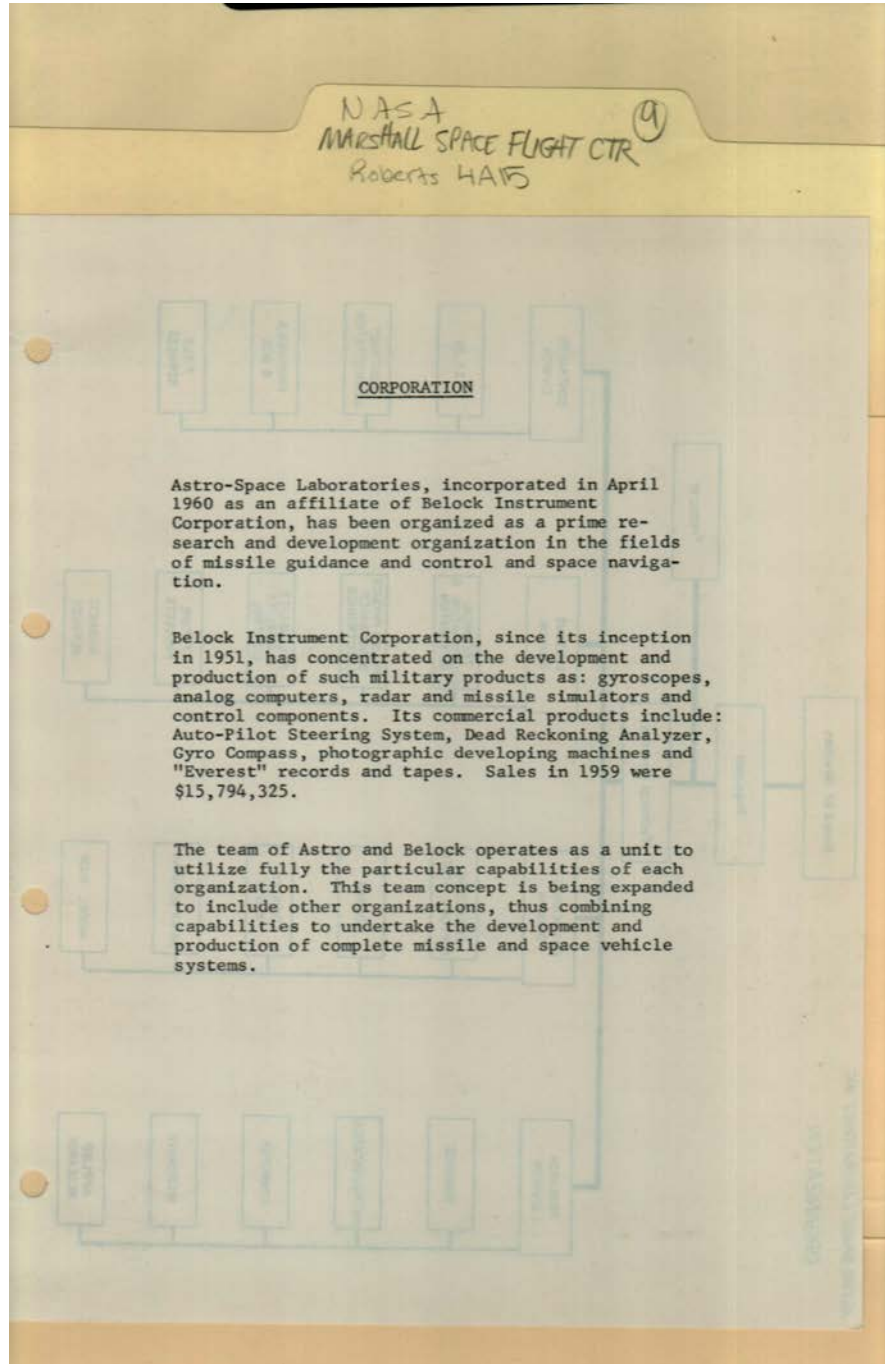 NASA
MARSHALL SPACE FLIGHT CTR 9
Roberts 4A15
CORPORATION
Astro-Space Laboratories, incorporated in April
1960 as an affiliate of Belock Instrument
Corporation, has been organized as a prime re-
search and development organization in the fields
of missile guidance and control and space naviga-
tion.
Belock Instrument Corporation, since its inception
in 1951, has concentrated on the development and
production of such military products as: gyroscopes,
analog computers, radar and missile simulators and
control components.  Its commercial products include:
Auto-Pilot Steering System, Dead Reckoning Analyzer,
Gyro Compass, photographic developing machines and
"Everest" records and tapes.  Sales in 1959 were
$15,794,325.
The team of Astro and Belock operates as a unit to
utilize fully the particular capabilities of each
organization.  This team concept is being expanded
to include other organizations, thus combining
capabilities to undertake the development and
production of complete missile and space vehicle
systems.